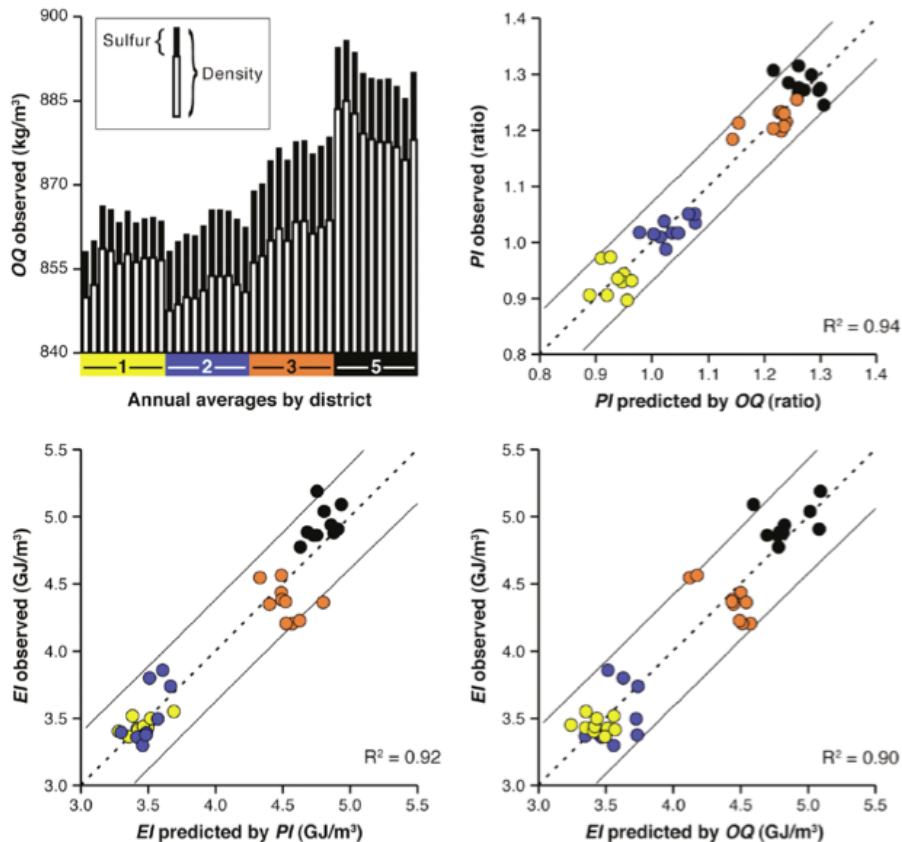 900
885
870
855
840
OQ observed (kg/m³)
Sulfur
Density
1
2
3
5
Annual averages by district
1.4
1.3
1.2
1.1
1.0
0.9
0.8
PI observed (ratio)
R² = 0.94
0.8 0.9 1.0 1.1 1.2 1.3 1.4
PI predicted by OQ (ratio)
5.5
5.0
4.5
4.0
3.5
3.0
EI observed (GJ/m³)
R² = 0.92
3.0 3.5 4.0 4.5 5.0 5.5
EI predicted by PI (GJ/m³)
5.5
5.0
4.5
4.0
3.5
3.0
EI observed (GJ/m³)
R² = 0.90
3.0 3.5 4.0 4.5 5.0 5.5
EI predicted by OQ (GJ/m³)